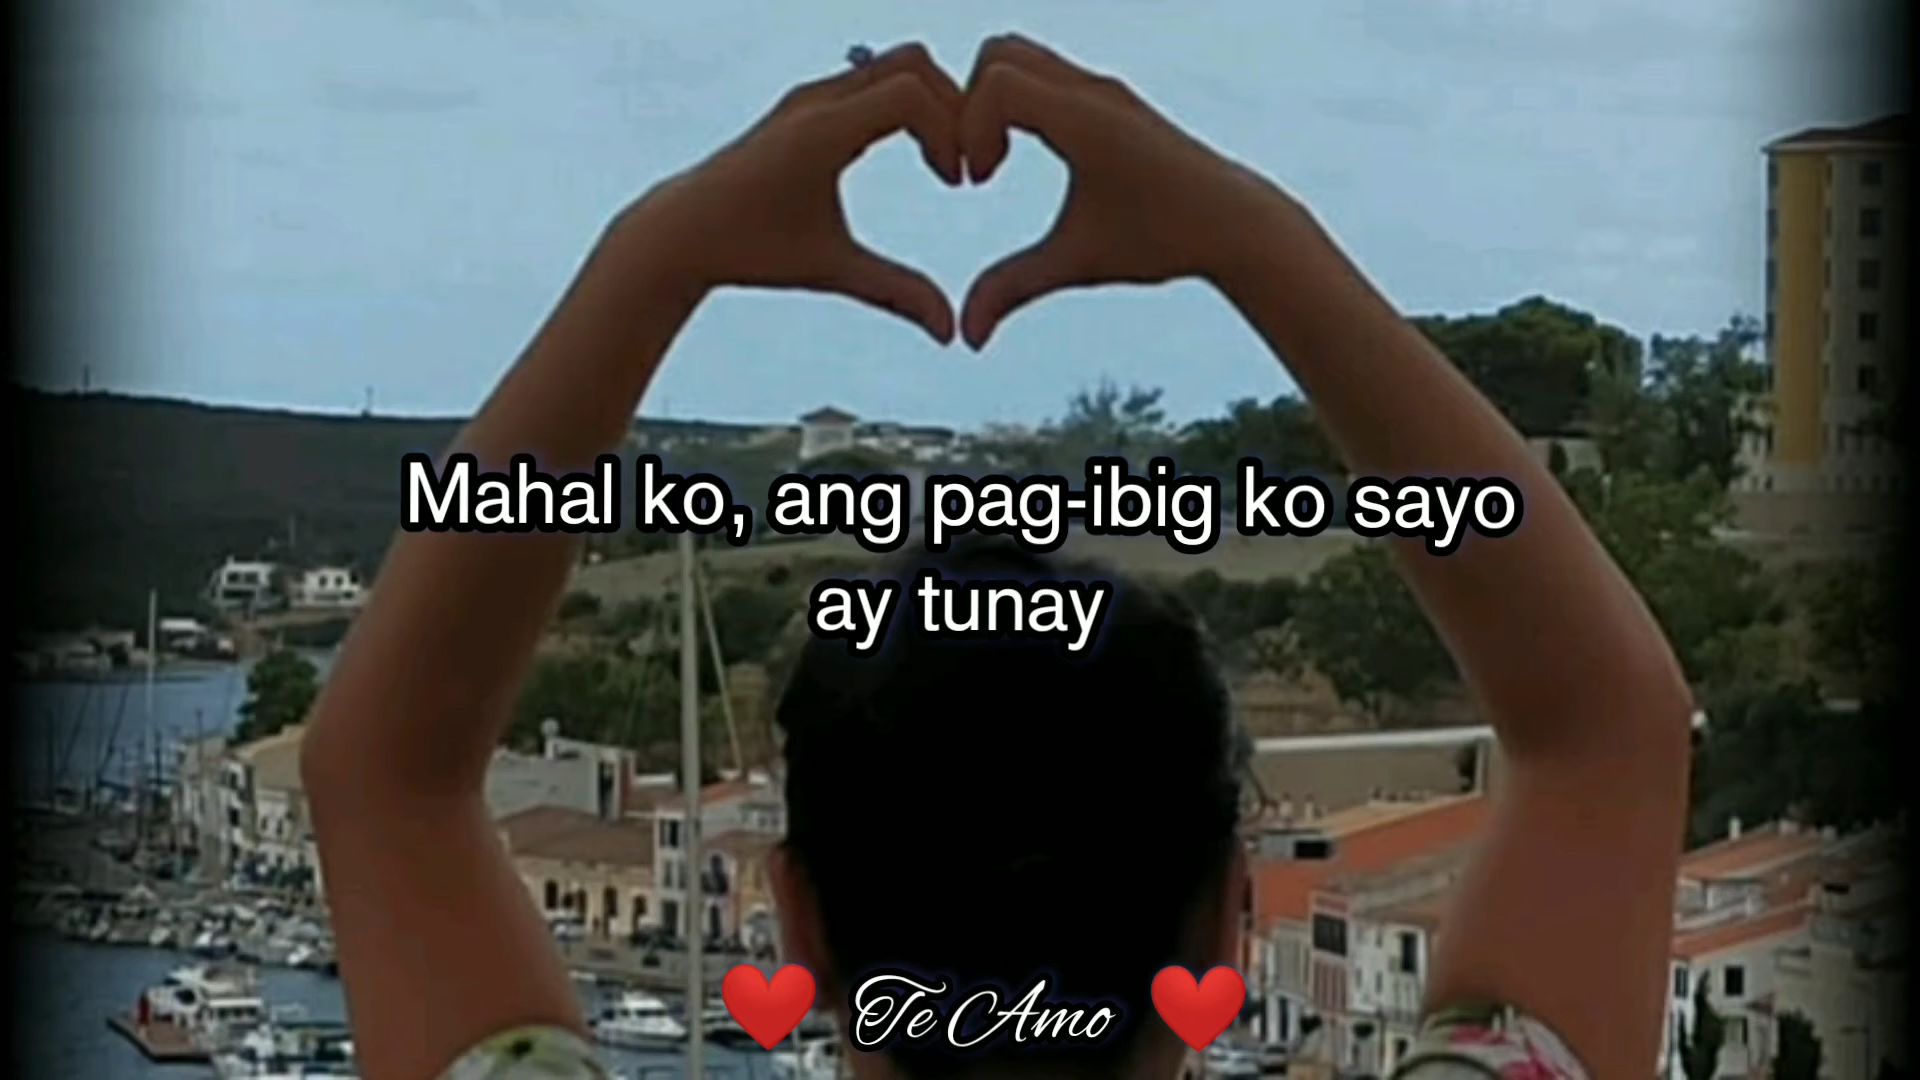 Mahal ko, ang pag-ibig ko sayo
ay tunay
❤️ Te Amo ❤️